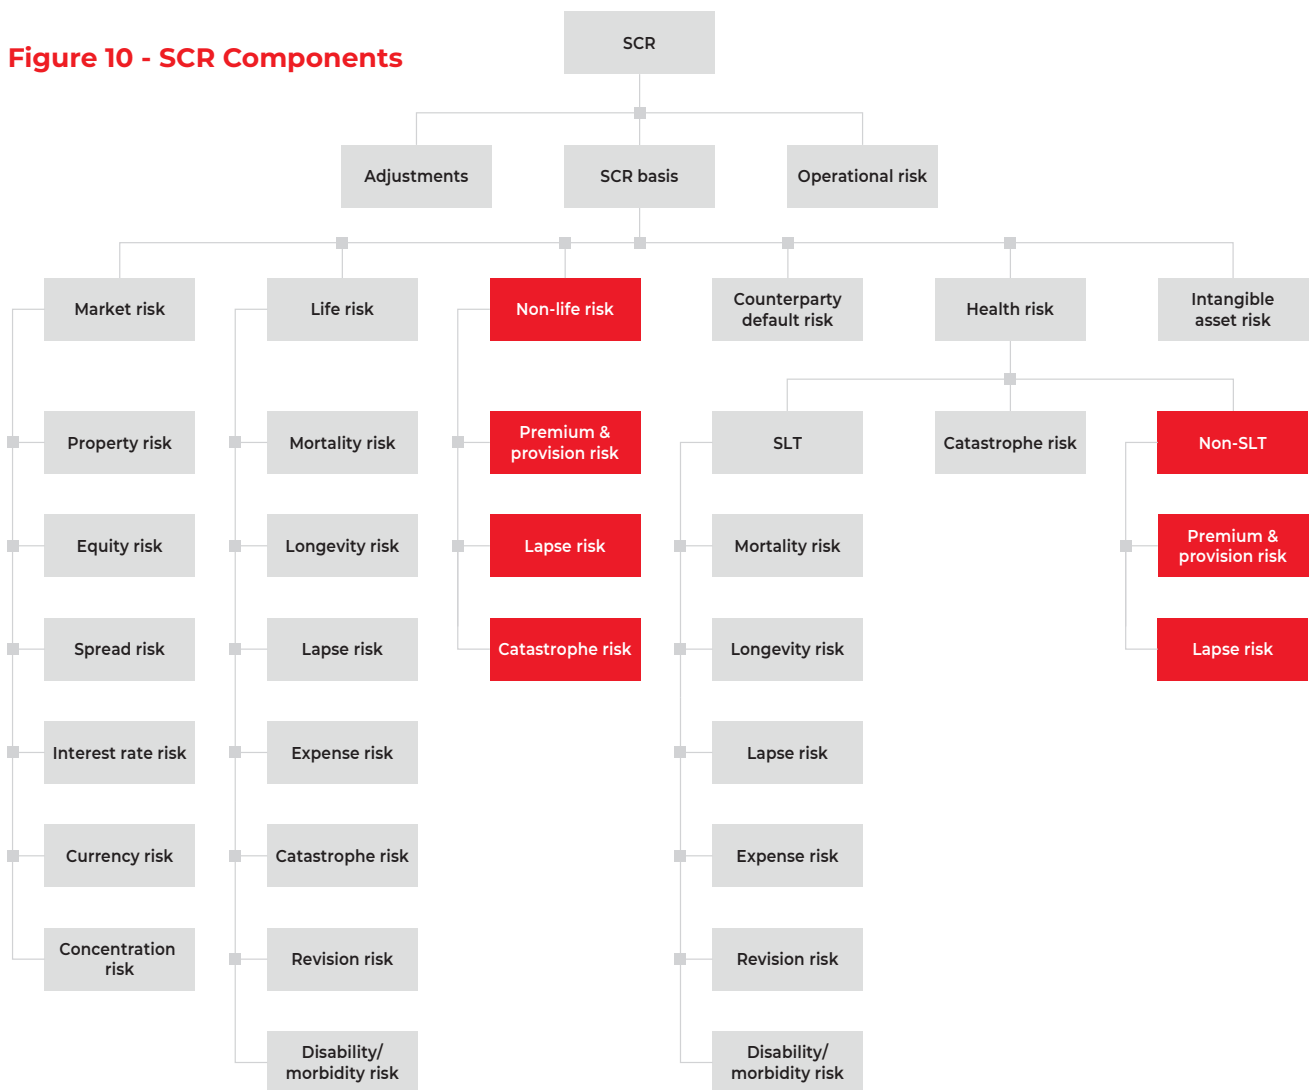 SCR
Figure 10 - SCR Components
Adjustments
SCR basis
Operational risk
Market risk
Life risk
Non-life risk
Counterparty
default risk
Health risk
Intangible
asset risk
Property risk
Mortality risk
Premium &
provision risk
SLT
Catastrophe risk
Non-SLT
Equity risk
Longevity risk
Lapse risk
Mortality risk
Premium &
provision risk
Spread risk
Lapse risk
Catastrophe risk
Longevity risk
Lapse risk
Interest rate risk
Expense risk
Lapse risk
Currency risk
Catastrophe risk
Expense risk
Concentration
risk
Revision risk
Revision risk
Disability/
morbidity risk
Disability/
morbidity risk